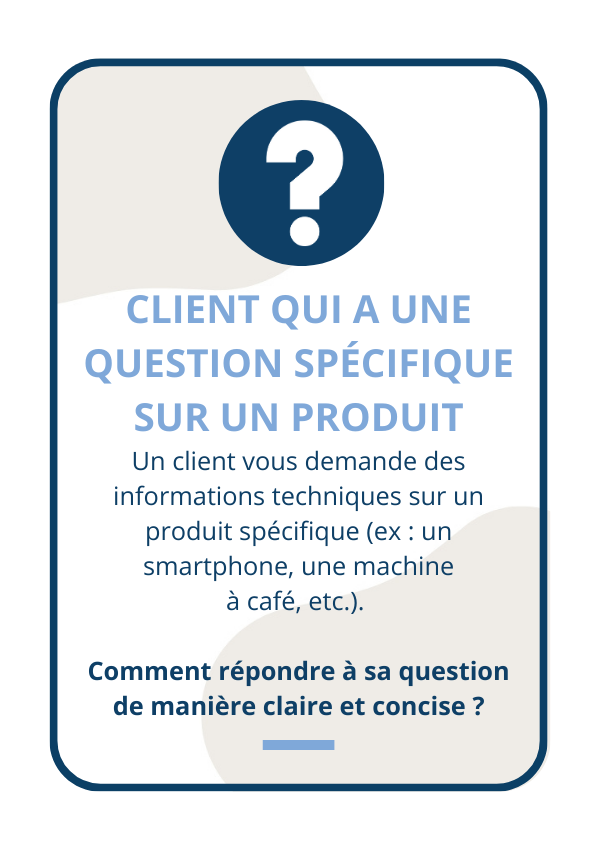 CLIENT QUI A UNE
QUESTION SPÉCIFIQUE
SUR UN PRODUIT
Un client vous demande des
informations techniques sur un
produit spécifique (ex : un
smartphone, une machine
à café, etc.).
Comment répondre à sa question
de manière claire et concise ?